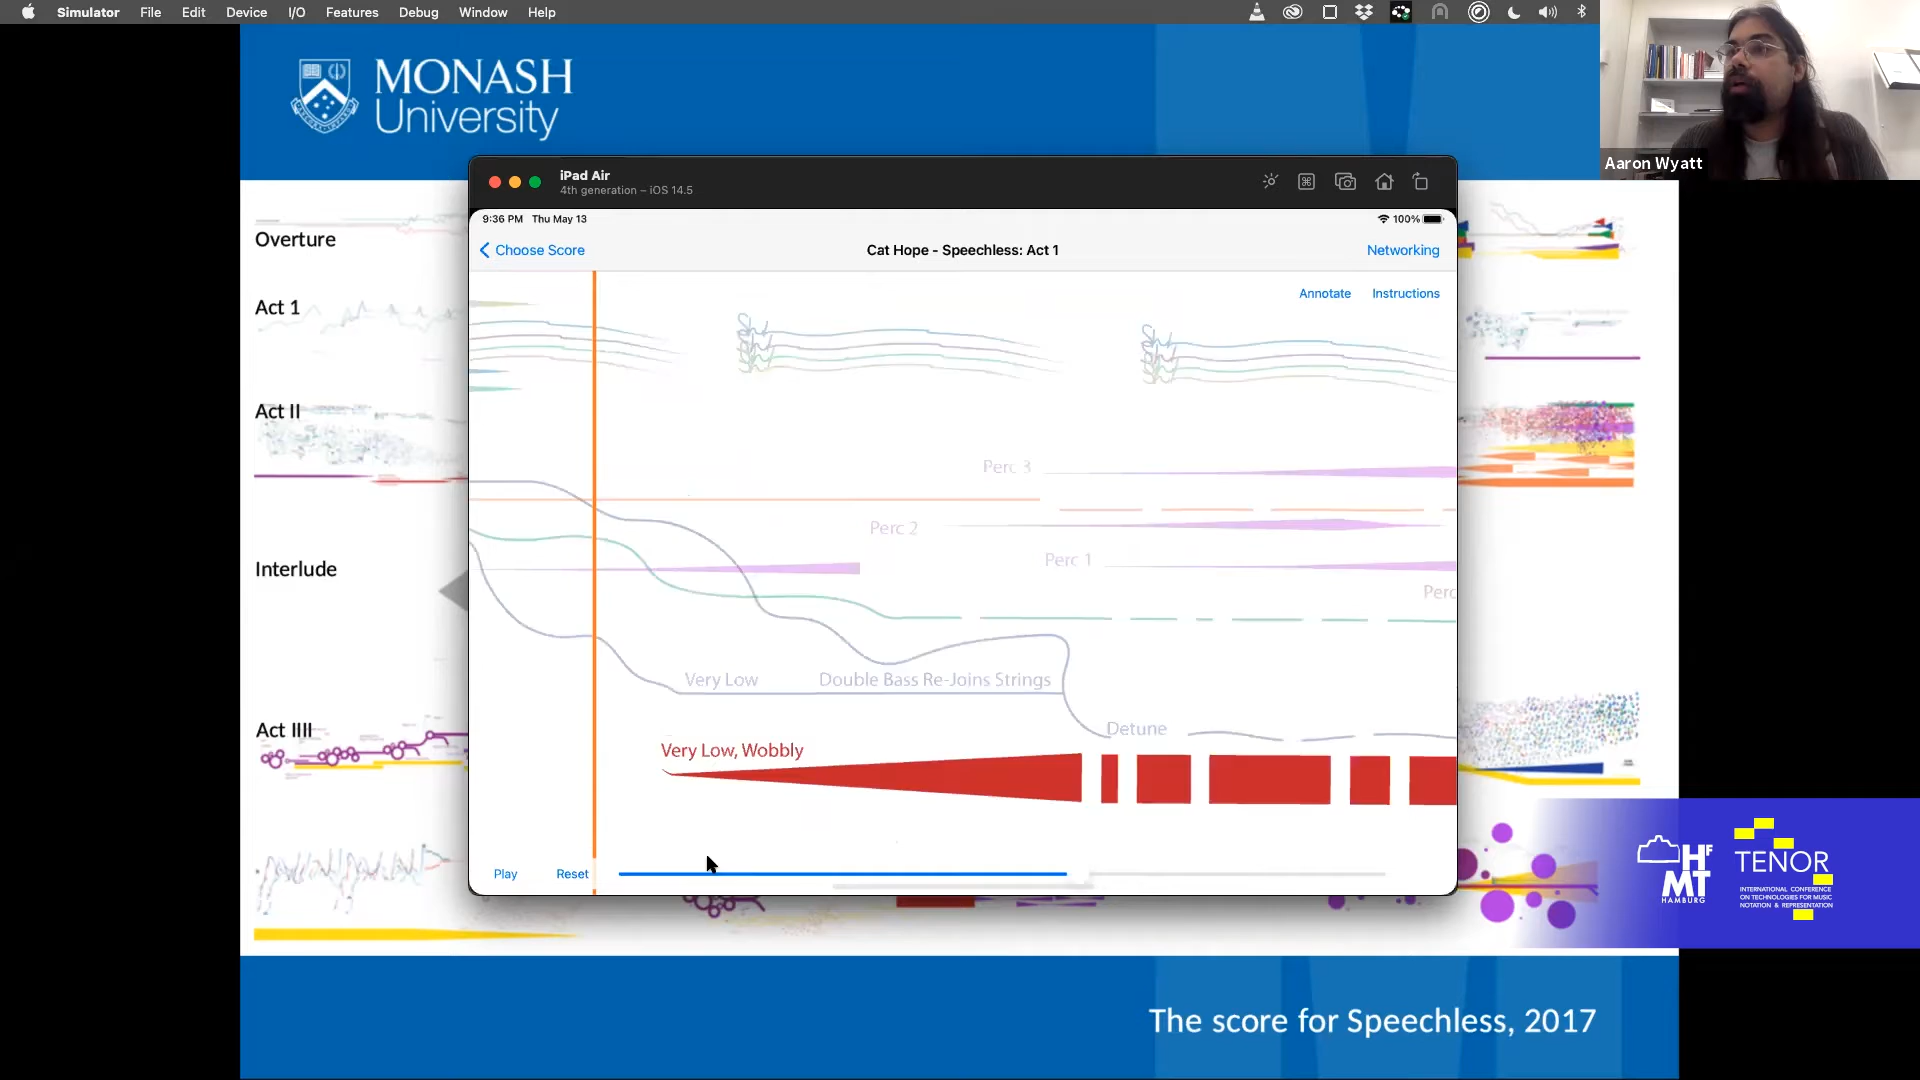 Simulator File Edit Device I/O Features Debug Window Help
MONASH
University
Aaron Wyatt
iPad Air
4th generation – iOS 14.5
9:36 PM Thu May 13
100%
Choose Score
Cat Hope - Speechless: Act 1
Networking
Annotate Instructions
Overture
Act 1
Act II
Interlude
Act IIII
Perc 3
Perc 2
Perc 1
Perc
Very Low
Double Bass Re-Joins Strings
Detune
Very Low, Wobbly
Play Reset
HfMT
HAMBURG
TENOR
INTERNATIONAL CONFERENCE
ON TECHNOLOGIES FOR MUSIC
NOTATION & REPRESENTATION
The score for Speechless, 2017